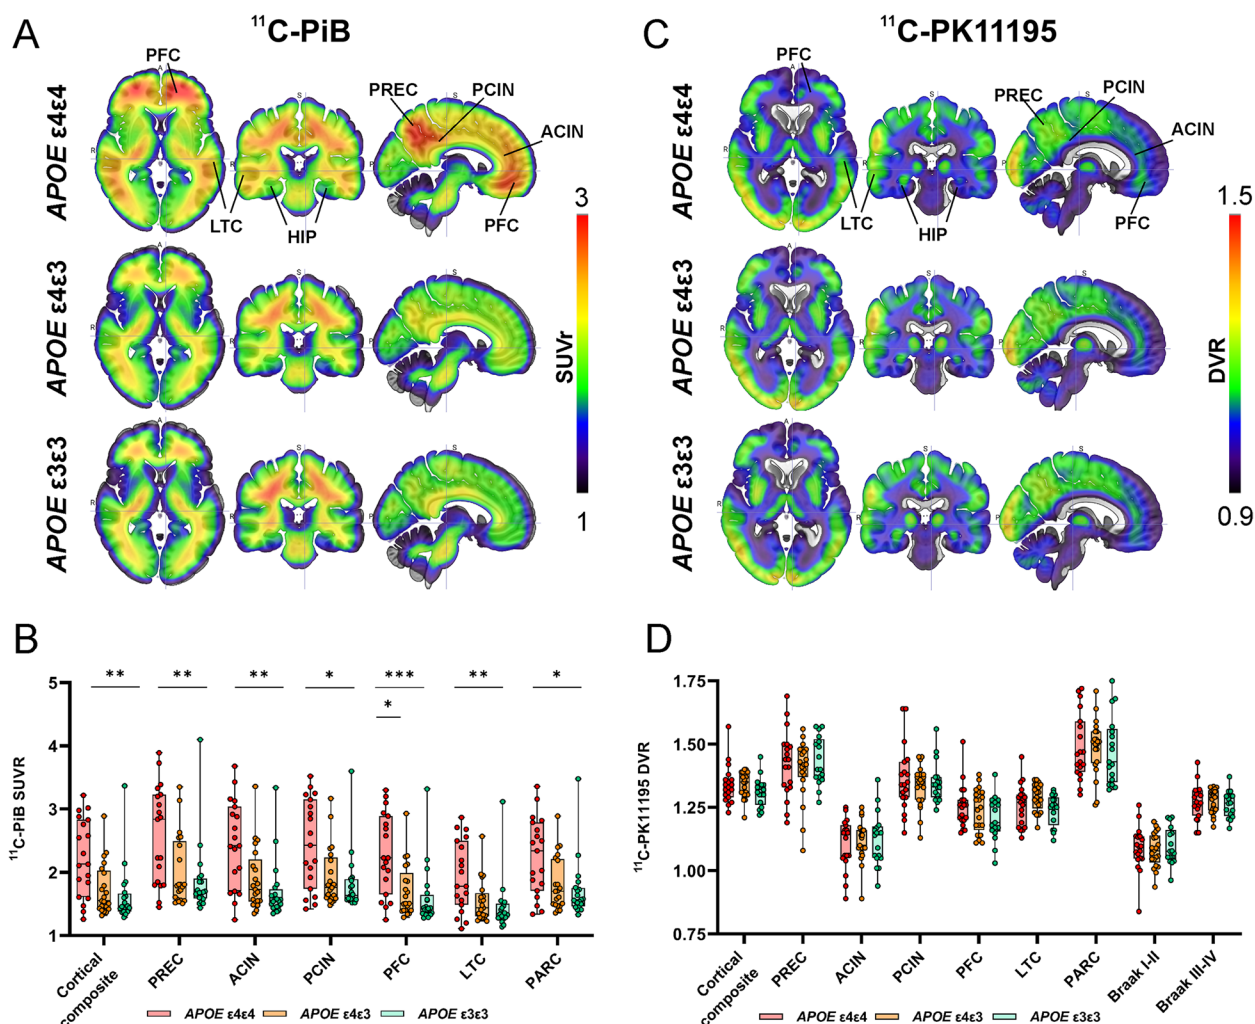 A
¹¹C-PiB
C
¹¹C-PK11195
PFC
PREC
PCIN
ACIN
PFC
LTC
HIP
APOE ε4ε4
APOE ε4ε3
APOE ε3ε3
3
SUVr
1
PFC
PREC
PCIN
ACIN
PFC
LTC
HIP
APOE ε4ε4
APOE ε4ε3
APOE ε3ε3
1.5
DVR
0.9
B
¹¹C-PiB SUVR
5
4
3
2
1
** ** ** * *** ** *
*
Cortical composite
PREC
ACIN
PCIN
PFC
LTC
PARC
APOE ε4ε4 APOE ε4ε3 APOE ε3ε3
D
¹¹C-PK11195 DVR
1.75
1.50
1.25
1.00
0.75
Cortical composite
PREC
ACIN
PCIN
PFC
LTC
PARC
Braak I-II
Braak III-IV
APOE ε4ε4 APOE ε4ε3 APOE ε3ε3